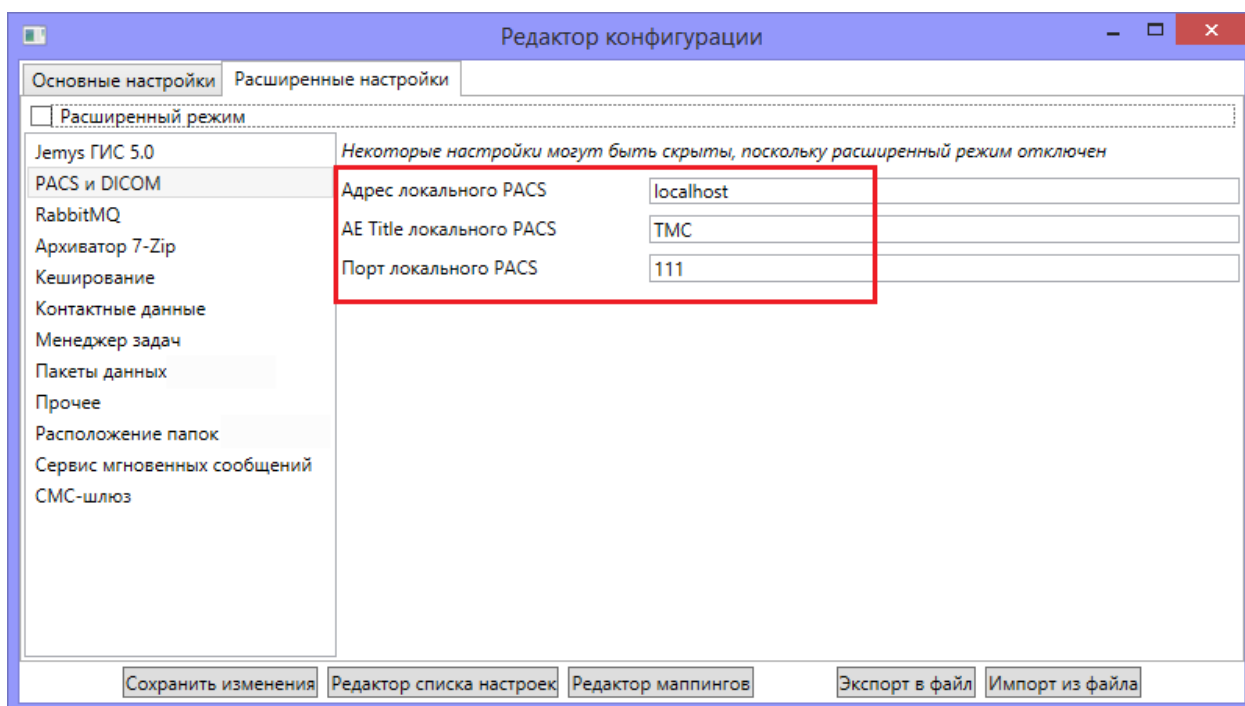 Редактор конфигурации
Основные настройки Расширенные настройки
Расширенный режим
Jemys ГИС 5.0
PACS и DICOM
RabbitMQ
Архиватор 7-Zip
Кеширование
Контактные данные
Менеджер задач
Пакеты данных
Прочее
Расположение папок
Сервис мгновенных сообщений
СМС-шлюз
Некоторые настройки могут быть скрыты, поскольку расширенный режим отключен
Адрес локального PACS localhost
AE Title локального PACS TMC
Порт локального PACS 111
Сохранить изменения Редактор списка настроек Редактор маппингов Экспорт в файл Импорт из файла